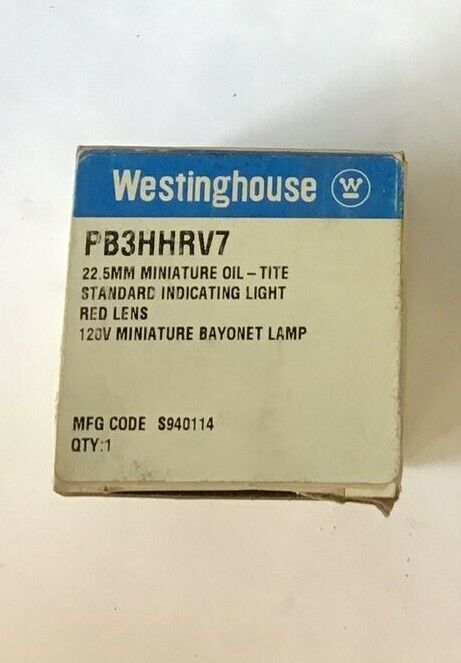 Westinghouse W
PB3HHRV7
22.5MM MINIATURE OIL-TITE
STANDARD INDICATING LIGHT
RED LENS
120V MINIATURE BAYONET LAMP
MFG CODE S940114
QTY:1